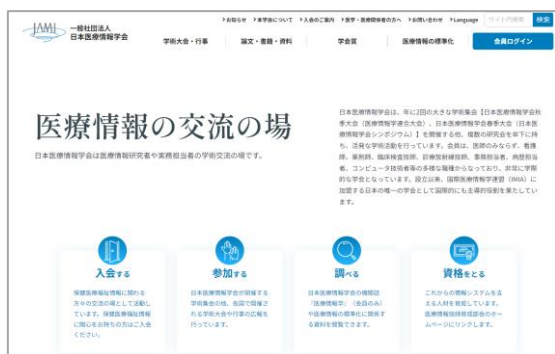 JAMI
一般社団法人
日本医療情報学会
お知らせ
本学会について
入会のご案内
医学・医療関係者の方へ
お問い合わせ
Language
サイト内検索
検索
学術大会・行事
論文・書籍・資料
学会賞
医療情報の標準化
会員ログイン
医療情報の交流の場
日本医療情報学会は医療情報研究者や実務担当者の学術交流の場です。
日本医療情報学会は、年に2回の大きな学術集会【日本医療情報学会秋
季大会（医療情報学連合大会）、日本医療情報学会春季大会（日本医
療情報学会シンポジウム）】を開催する他、複数の研究会を傘下に持
ち、活発な学術活動を行っています。会員は、医師のみならず、看護
師、薬剤師、臨床検査技師、診療放射線技師、事務担当者、病歴担当
者、コンピュータ技術者等の多様な職種からなっており、非常に学際
的な学会となっています。設立以来、国際医療情報学連盟（IMIA）に
加盟する日本の唯一の学会として国際的にも主導的役割を果たしてい
ます。
入会する
保健医療福祉情報に関わる
方々の交流の場として活動し
ています。保健医療福祉情報
に関心をお持ちの方はご入会
ください。
参加する
日本医療情報学会が開催する
学術集会の他、各国で開催さ
れる学術大会や行事の広報を
行っています。
調べる
日本医療情報学会の機関誌
「医療情報学」（会員のみ）
や医療情報の標準化に関係す
る資料を閲覧できます。
資格をとる
これからの情報システムを支
える人材を育成しています。
医療情報技師育成部会のホー
ムページにリンクします。